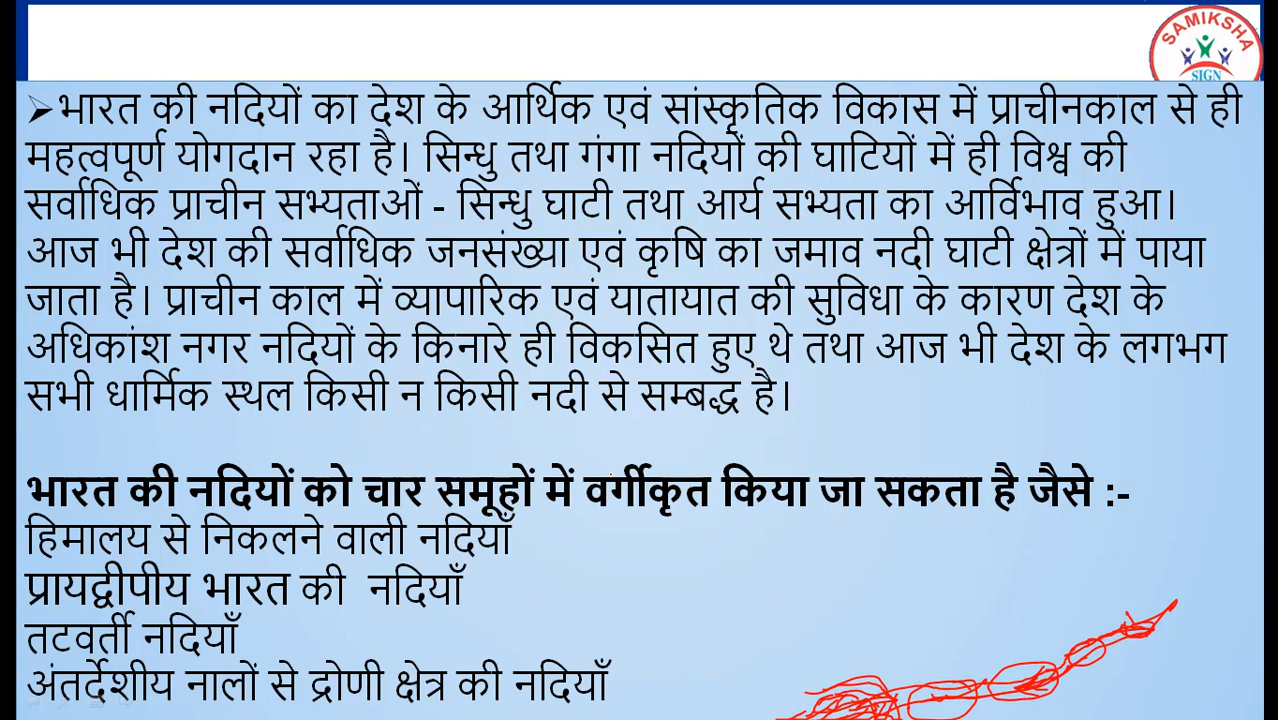 SAMIKSHA
SIGN
➢भारत की नदियों का देश के आर्थिक एवं सांस्कृतिक विकास में प्राचीनकाल से ही
महत्वपूर्ण योगदान रहा है। सिन्धु तथा गंगा नदियों की घाटियों में ही विश्व की
सर्वाधिक प्राचीन सभ्यताओं - सिन्धु घाटी तथा आर्य सभ्यता का आर्विभाव हुआ।
आज भी देश की सर्वाधिक जनसंख्या एवं कृषि का जमाव नदी घाटी क्षेत्रों में पाया
जाता है। प्राचीन काल में व्यापारिक एवं यातायात की सुविधा के कारण देश के
अधिकांश नगर नदियों के किनारे ही विकसित हुए थे तथा आज भी देश के लगभग
सभी धार्मिक स्थल किसी न किसी नदी से सम्बद्ध है।
भारत की नदियों को चार समूहों में वर्गीकृत किया जा सकता है जैसे :-
हिमालय से निकलने वाली नदियाँ
प्रायद्वीपीय भारत की नदियाँ
तटवर्ती नदियाँ
अंतर्देशीय नालों से द्रोणी क्षेत्र की नदियाँ